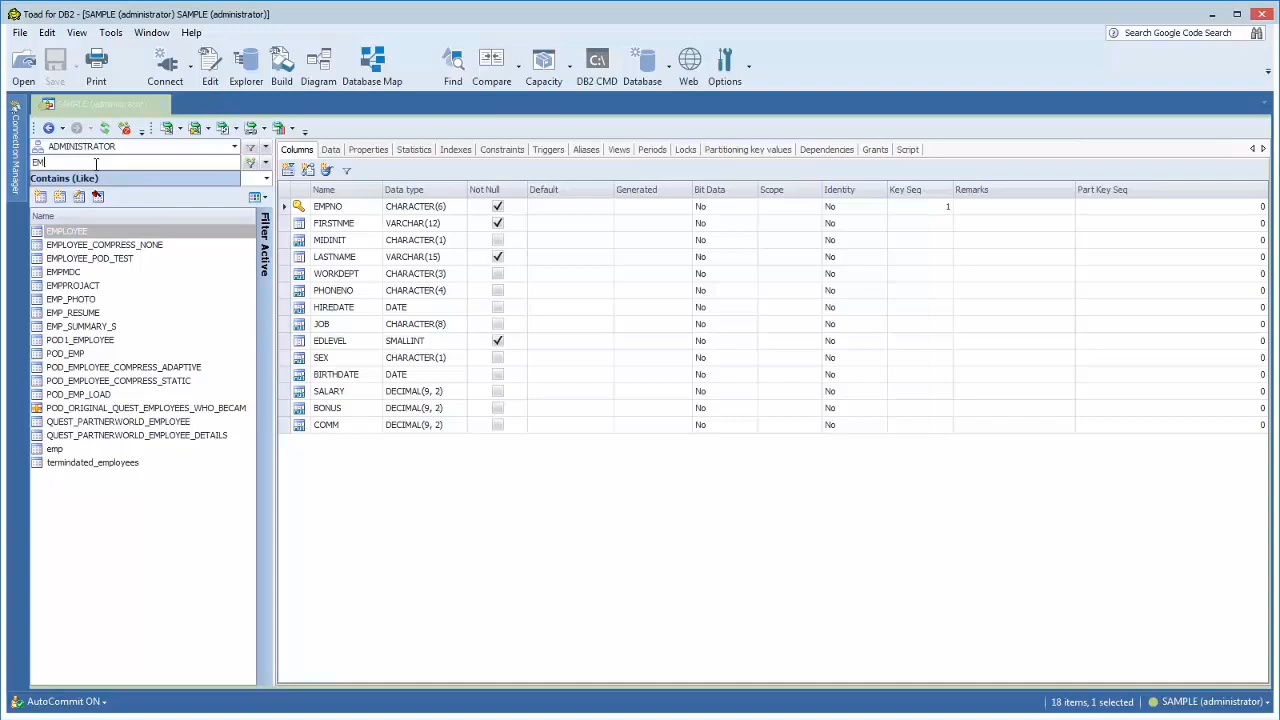 Toad for DB2 - [SAMPLE (administrator) SAMPLE (administrator)]
File Edit View Tools Window Help
Search Google Code Search
Open Save Print Connect Edit Explorer Build Diagram Database Map Find Compare Capacity DB2 CMD Database Web Options
C:\
Connection Manager
SAMPLE (administrator)
ADMINISTRATOR
EM
Contains (Like)
Name
EMPLOYEE
EMPLOYEE_COMPRESS_NONE
EMPLOYEE_POD_TEST
EMPMDC
EMPPROJACT
EMP_PHOTO
EMP_RESUME
EMP_SUMMARY_S
POD1_EMPLOYEE
POD_EMP
POD_EMPLOYEE_COMPRESS_ADAPTIVE
POD_EMPLOYEE_COMPRESS_STATIC
POD_EMP_LOAD
POD_ORIGINAL_QUEST_EMPLOYEES_WHO_BECAM
QUEST_PARTNERWORLD_EMPLOYEE
QUEST_PARTNERWORLD_EMPLOYEE_DETAILS
emp
termindated_employees
Filter Active
Columns Data Properties Statistics Indexes Constraints Triggers Aliases Views Periods Locks Partitioning key values Dependencies Grants Script
Name Data type Not Null Default Generated Bit Data Scope Identity Key Seq Remarks Part Key Seq
EMPNO CHARACTER(6) No No 1 0
FIRSTNME VARCHAR(12) No No 0
MIDINIT CHARACTER(1) No No 0
LASTNAME VARCHAR(15) No No 0
WORKDEPT CHARACTER(3) No No 0
PHONENO CHARACTER(4) No No 0
HIREDATE DATE No No 0
JOB CHARACTER(8) No No 0
EDLEVEL SMALLINT No No 0
SEX CHARACTER(1) No No 0
BIRTHDATE DATE No No 0
SALARY DECIMAL(9, 2) No No 0
BONUS DECIMAL(9, 2) No No 0
COMM DECIMAL(9, 2) No No 0
AutoCommit ON
18 items, 1 selected
SAMPLE (administrator)